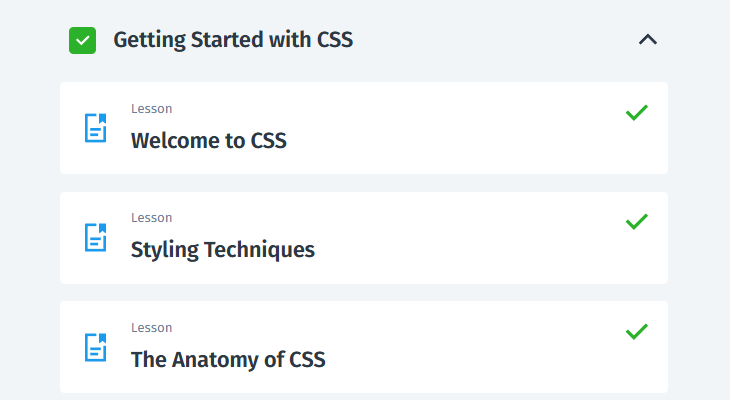 Getting Started with CSS
Lesson
Welcome to CSS
Lesson
Styling Techniques
Lesson
The Anatomy of CSS